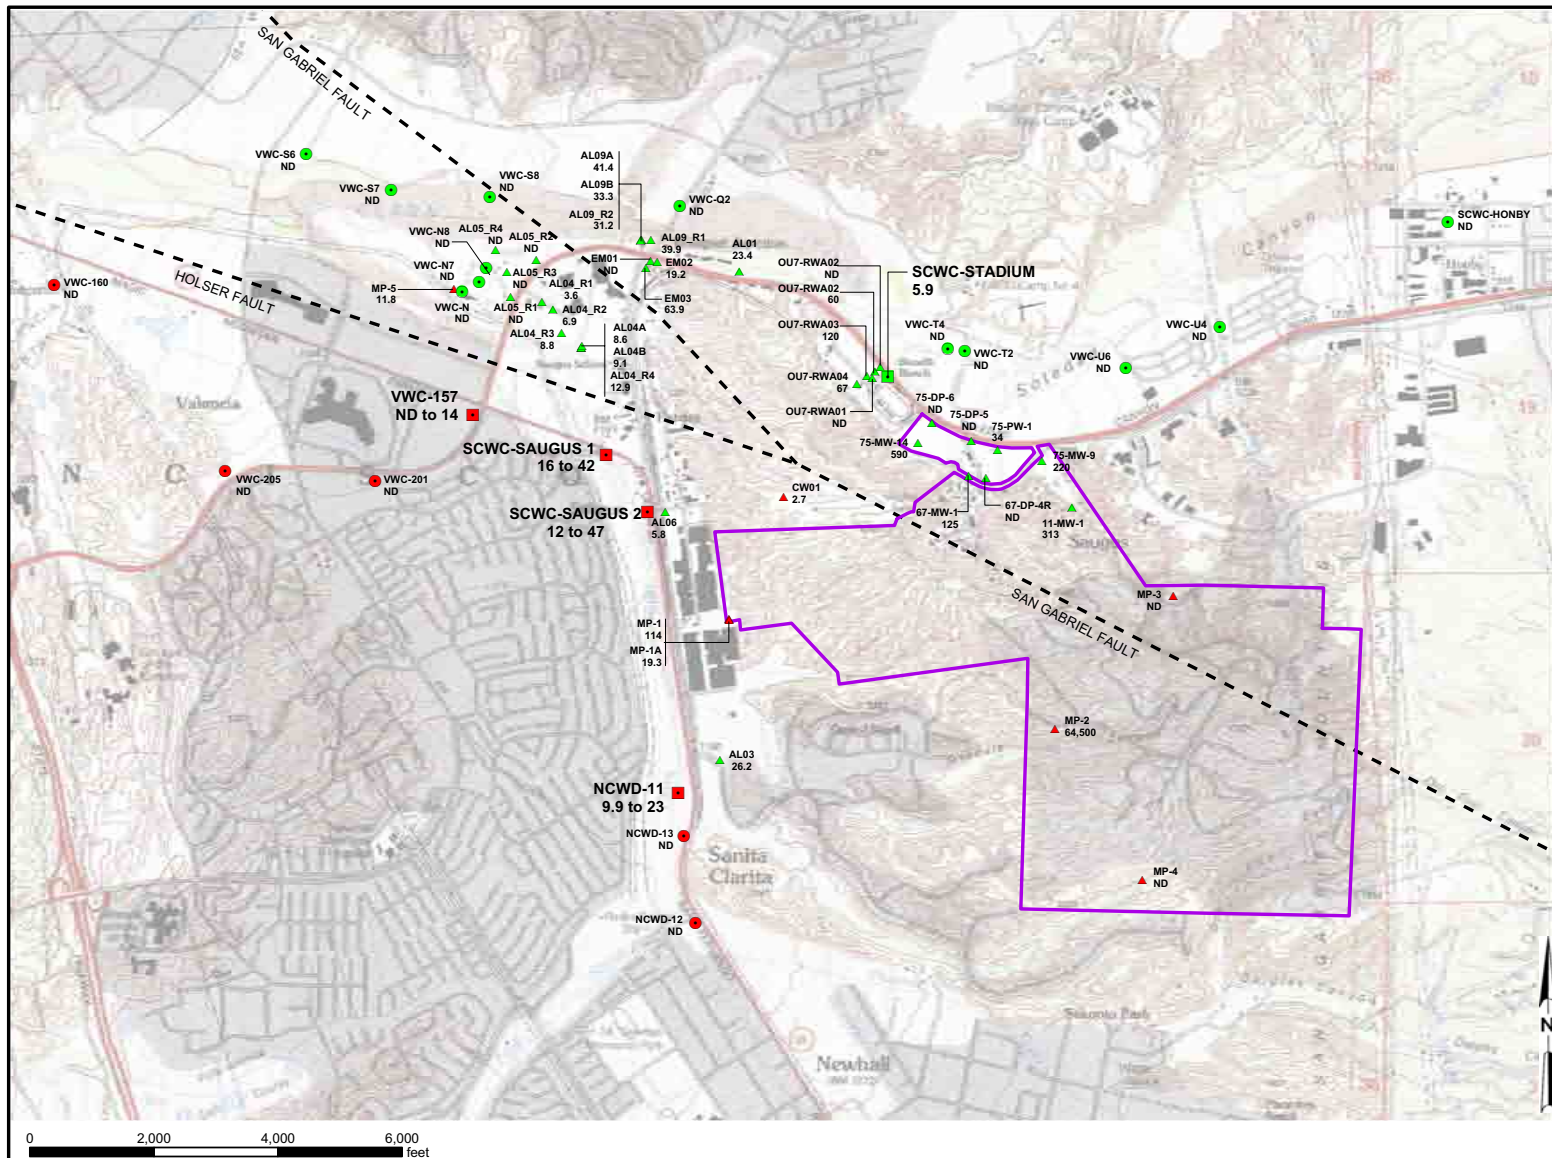 SAN GABRIEL FAULT
VWC-S6
ND
VWC-S7
ND
VWC-S8
ND
AL09A
41.4
AL09B
33.3
AL09_R2
31.2
VWC-Q2
ND
SCWC-HONBY
ND
VWC-N8
ND
AL05_R4
ND
AL05_R2
ND
AL09_R1
39.9
EM01
ND
EM02
19.2
AL01
23.4
OU7-RWA02
ND
SCWC-STADIUM
5.9
HOLSER FAULT
VWC-160
ND
VWC-N7
ND
MP-5
11.8
VWC-N
ND
AL05_R3
ND
AL04_R1
3.6
AL05_R1
ND
AL04_R2
6.9
EM03
63.9
OU7-RWA02
60
OU7-RWA03
120
AL04_R3
8.8
AL04A
8.6
AL04B
9.1
AL04_R4
12.9
OU7-RWA04
67
OU7-RWA01
ND
VWC-T4
ND
VWC-T2
ND
VWC-U4
ND
VWC-U6
ND
Soledad
Valencia
VWC-157
ND to 14
75-DP-6
ND
75-DP-5
ND
75-PW-1
34
75-MW-14
590
75-MW-9
220
SCWC-SAUGUS 1
16 to 42
VWC-205
ND
VWC-201
ND
CW01
2.7
67-MW-1
125
67-DP-4R
ND
11-MW-1
313
Saugus
SCWC-SAUGUS 2
12 to 47
AL06
5.8
SAN GABRIEL FAULT
MP-3
ND
MP-1
114
MP-1A
19.3
MP-2
64,500
AL03
26.2
NCWD-11
9.9 to 23
NCWD-13
ND
Santa
Clarita
MP-4
ND
NCWD-12
ND
Newhall
N
0
2,000
4,000
6,000
feet